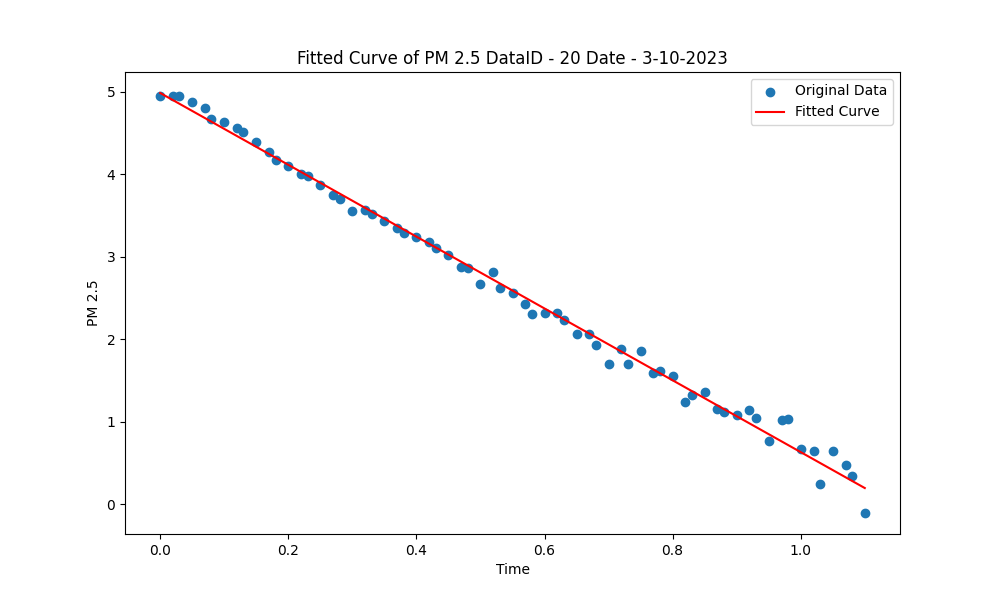 Fitted Curve of PM 2.5 DataID - 20 Date - 3-10-2023
Original Data
Fitted Curve
5
4
3
2
1
0
PM 2.5
0.0 0.2 0.4 0.6 0.8 1.0
Time